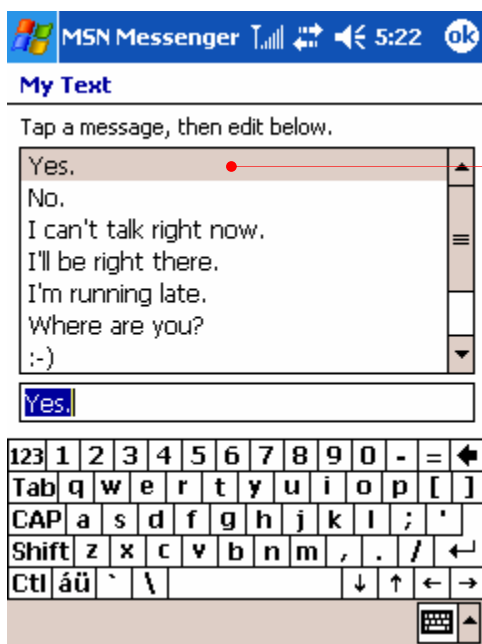 MSN Messenger 5:22 ok
My Text
Tap a message, then edit below.
Yes.
No.
I can't talk right now.
I'll be right there.
I'm running late.
Where are you?
:-)
Yes.
123 1 2 3 4 5 6 7 8 9 0 - =
Tab q w e r t y u i o p [ ]
CAP a s d f g h j k l ; '
Shift z x c v b n m , . /
Ctl áü ` \